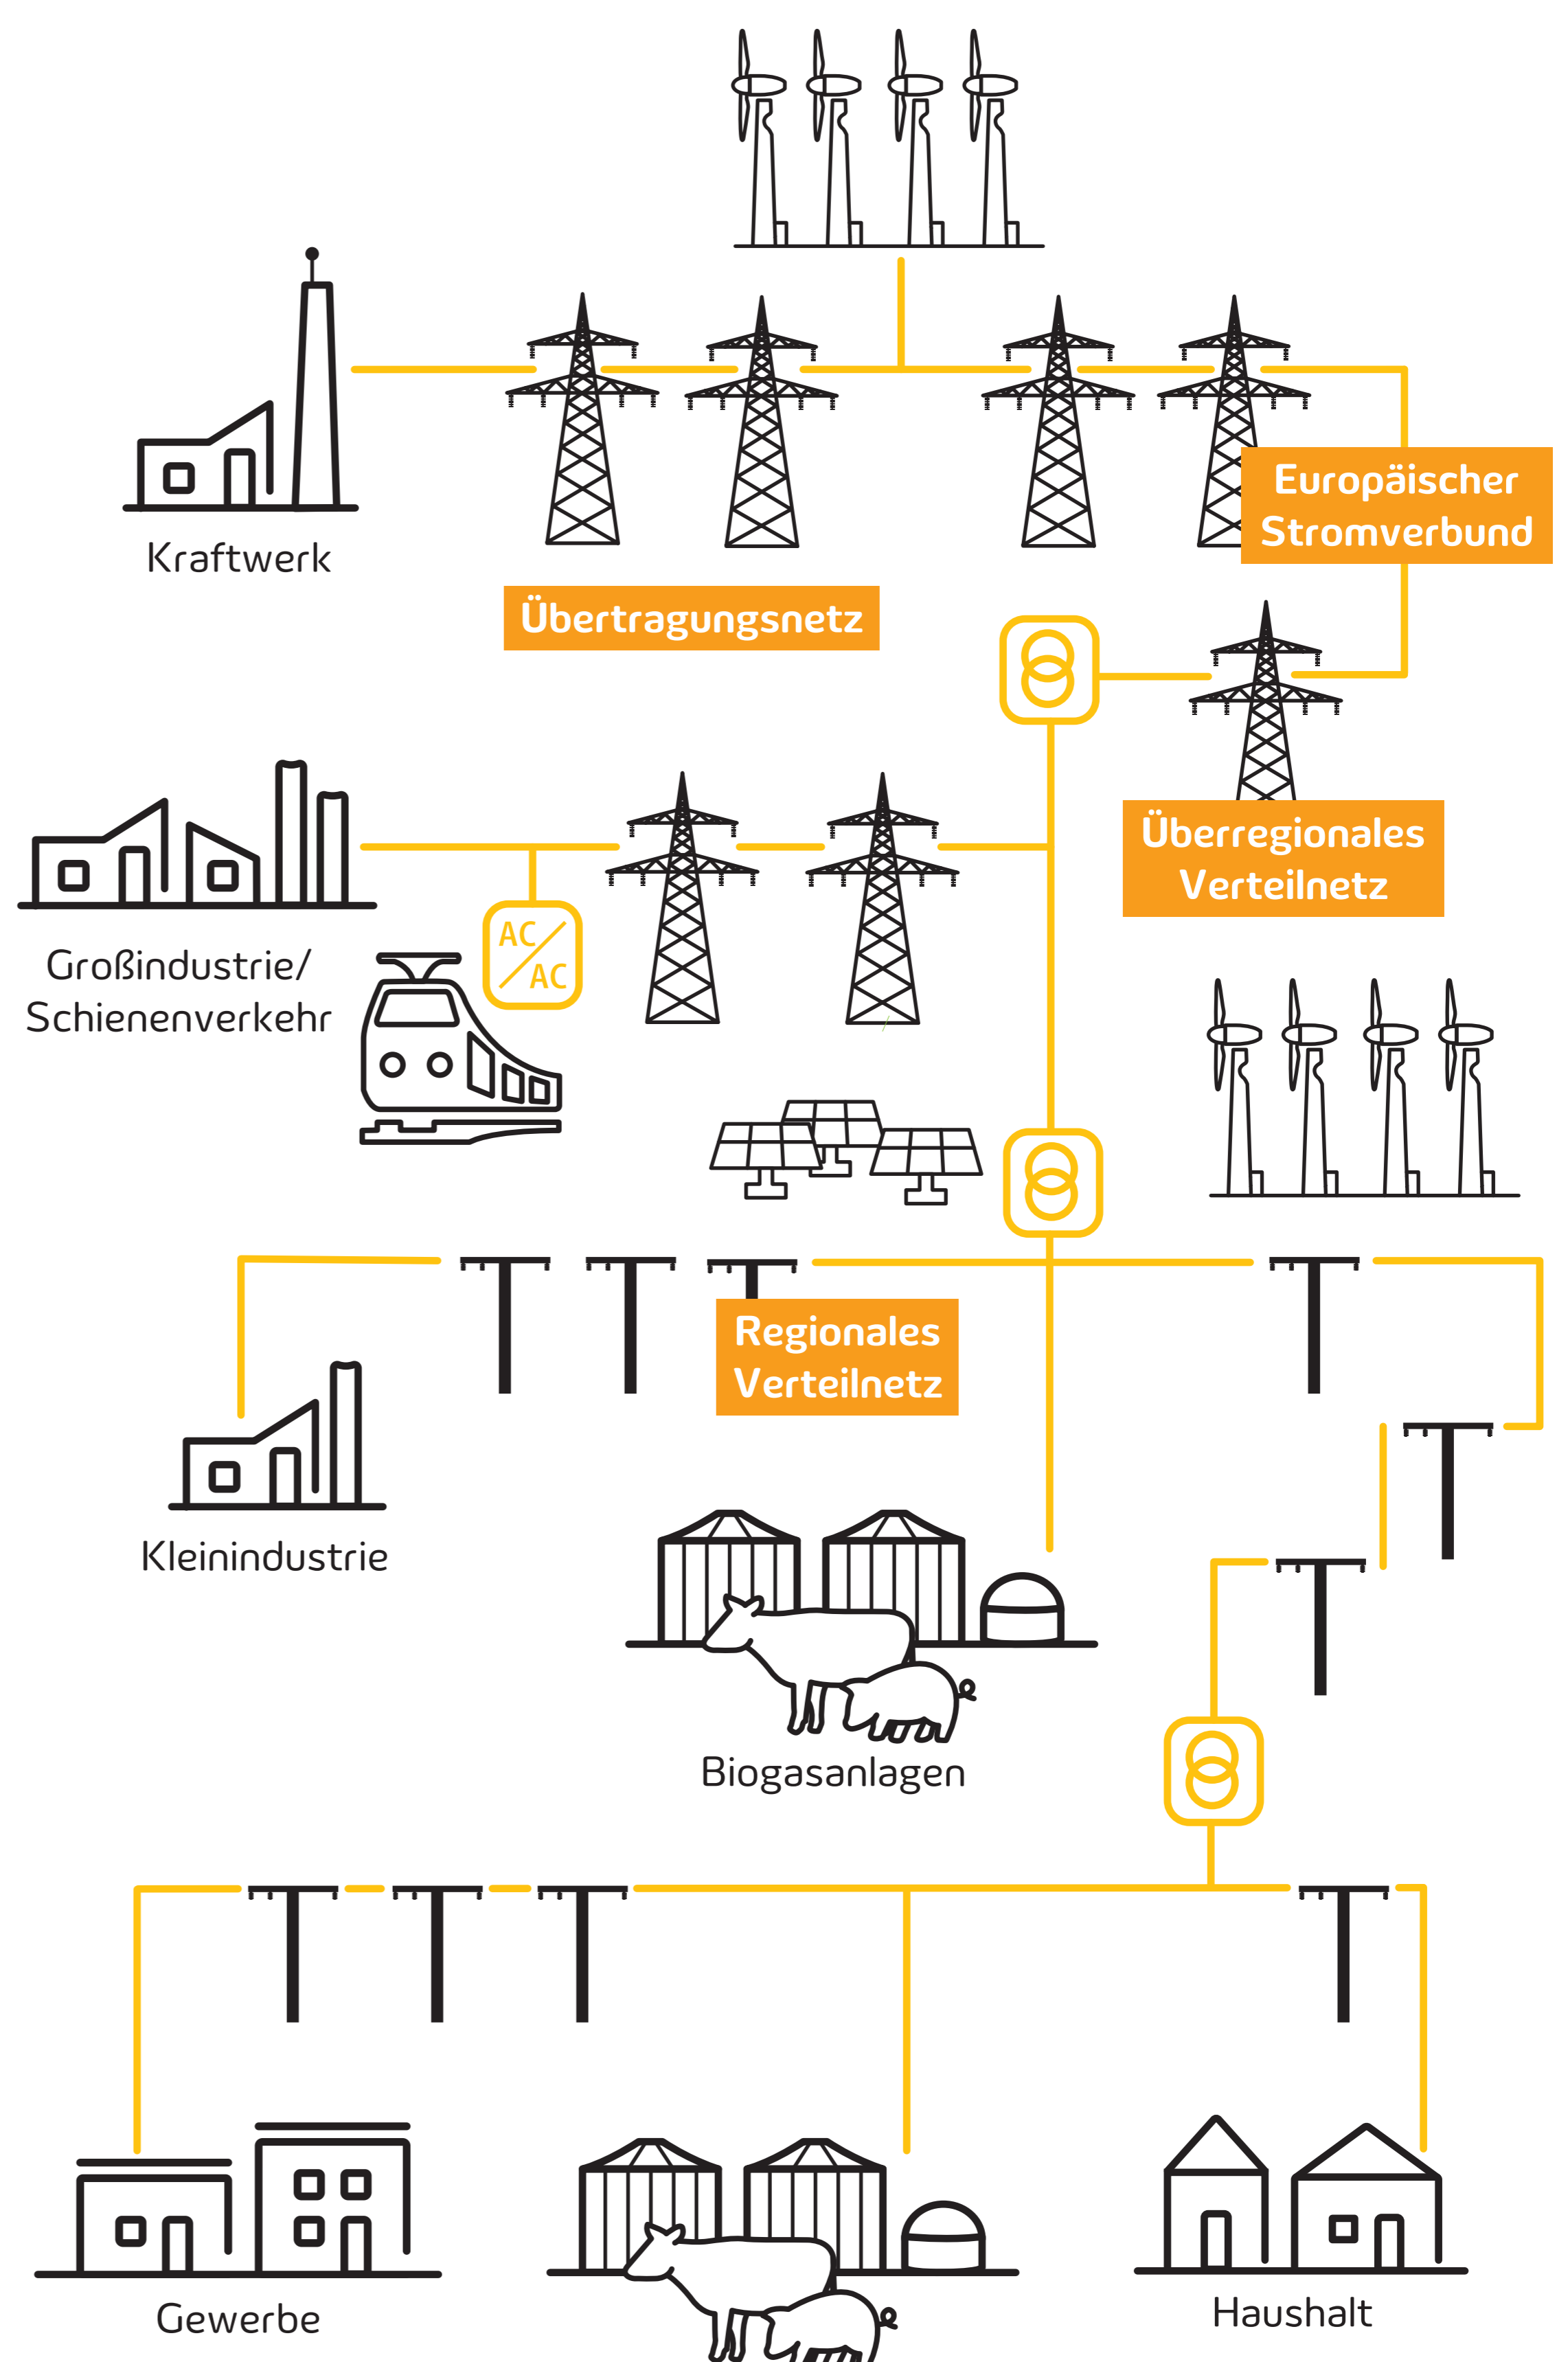 Europäischer
Stromverbund
Kraftwerk
Übertragungsnetz
Überregionales
Verteilnetz
Großindustrie/
Schienenverkehr
AC
AC
Regionales
Verteilnetz
Kleinindustrie
Biogasanlagen
Gewerbe
Haushalt